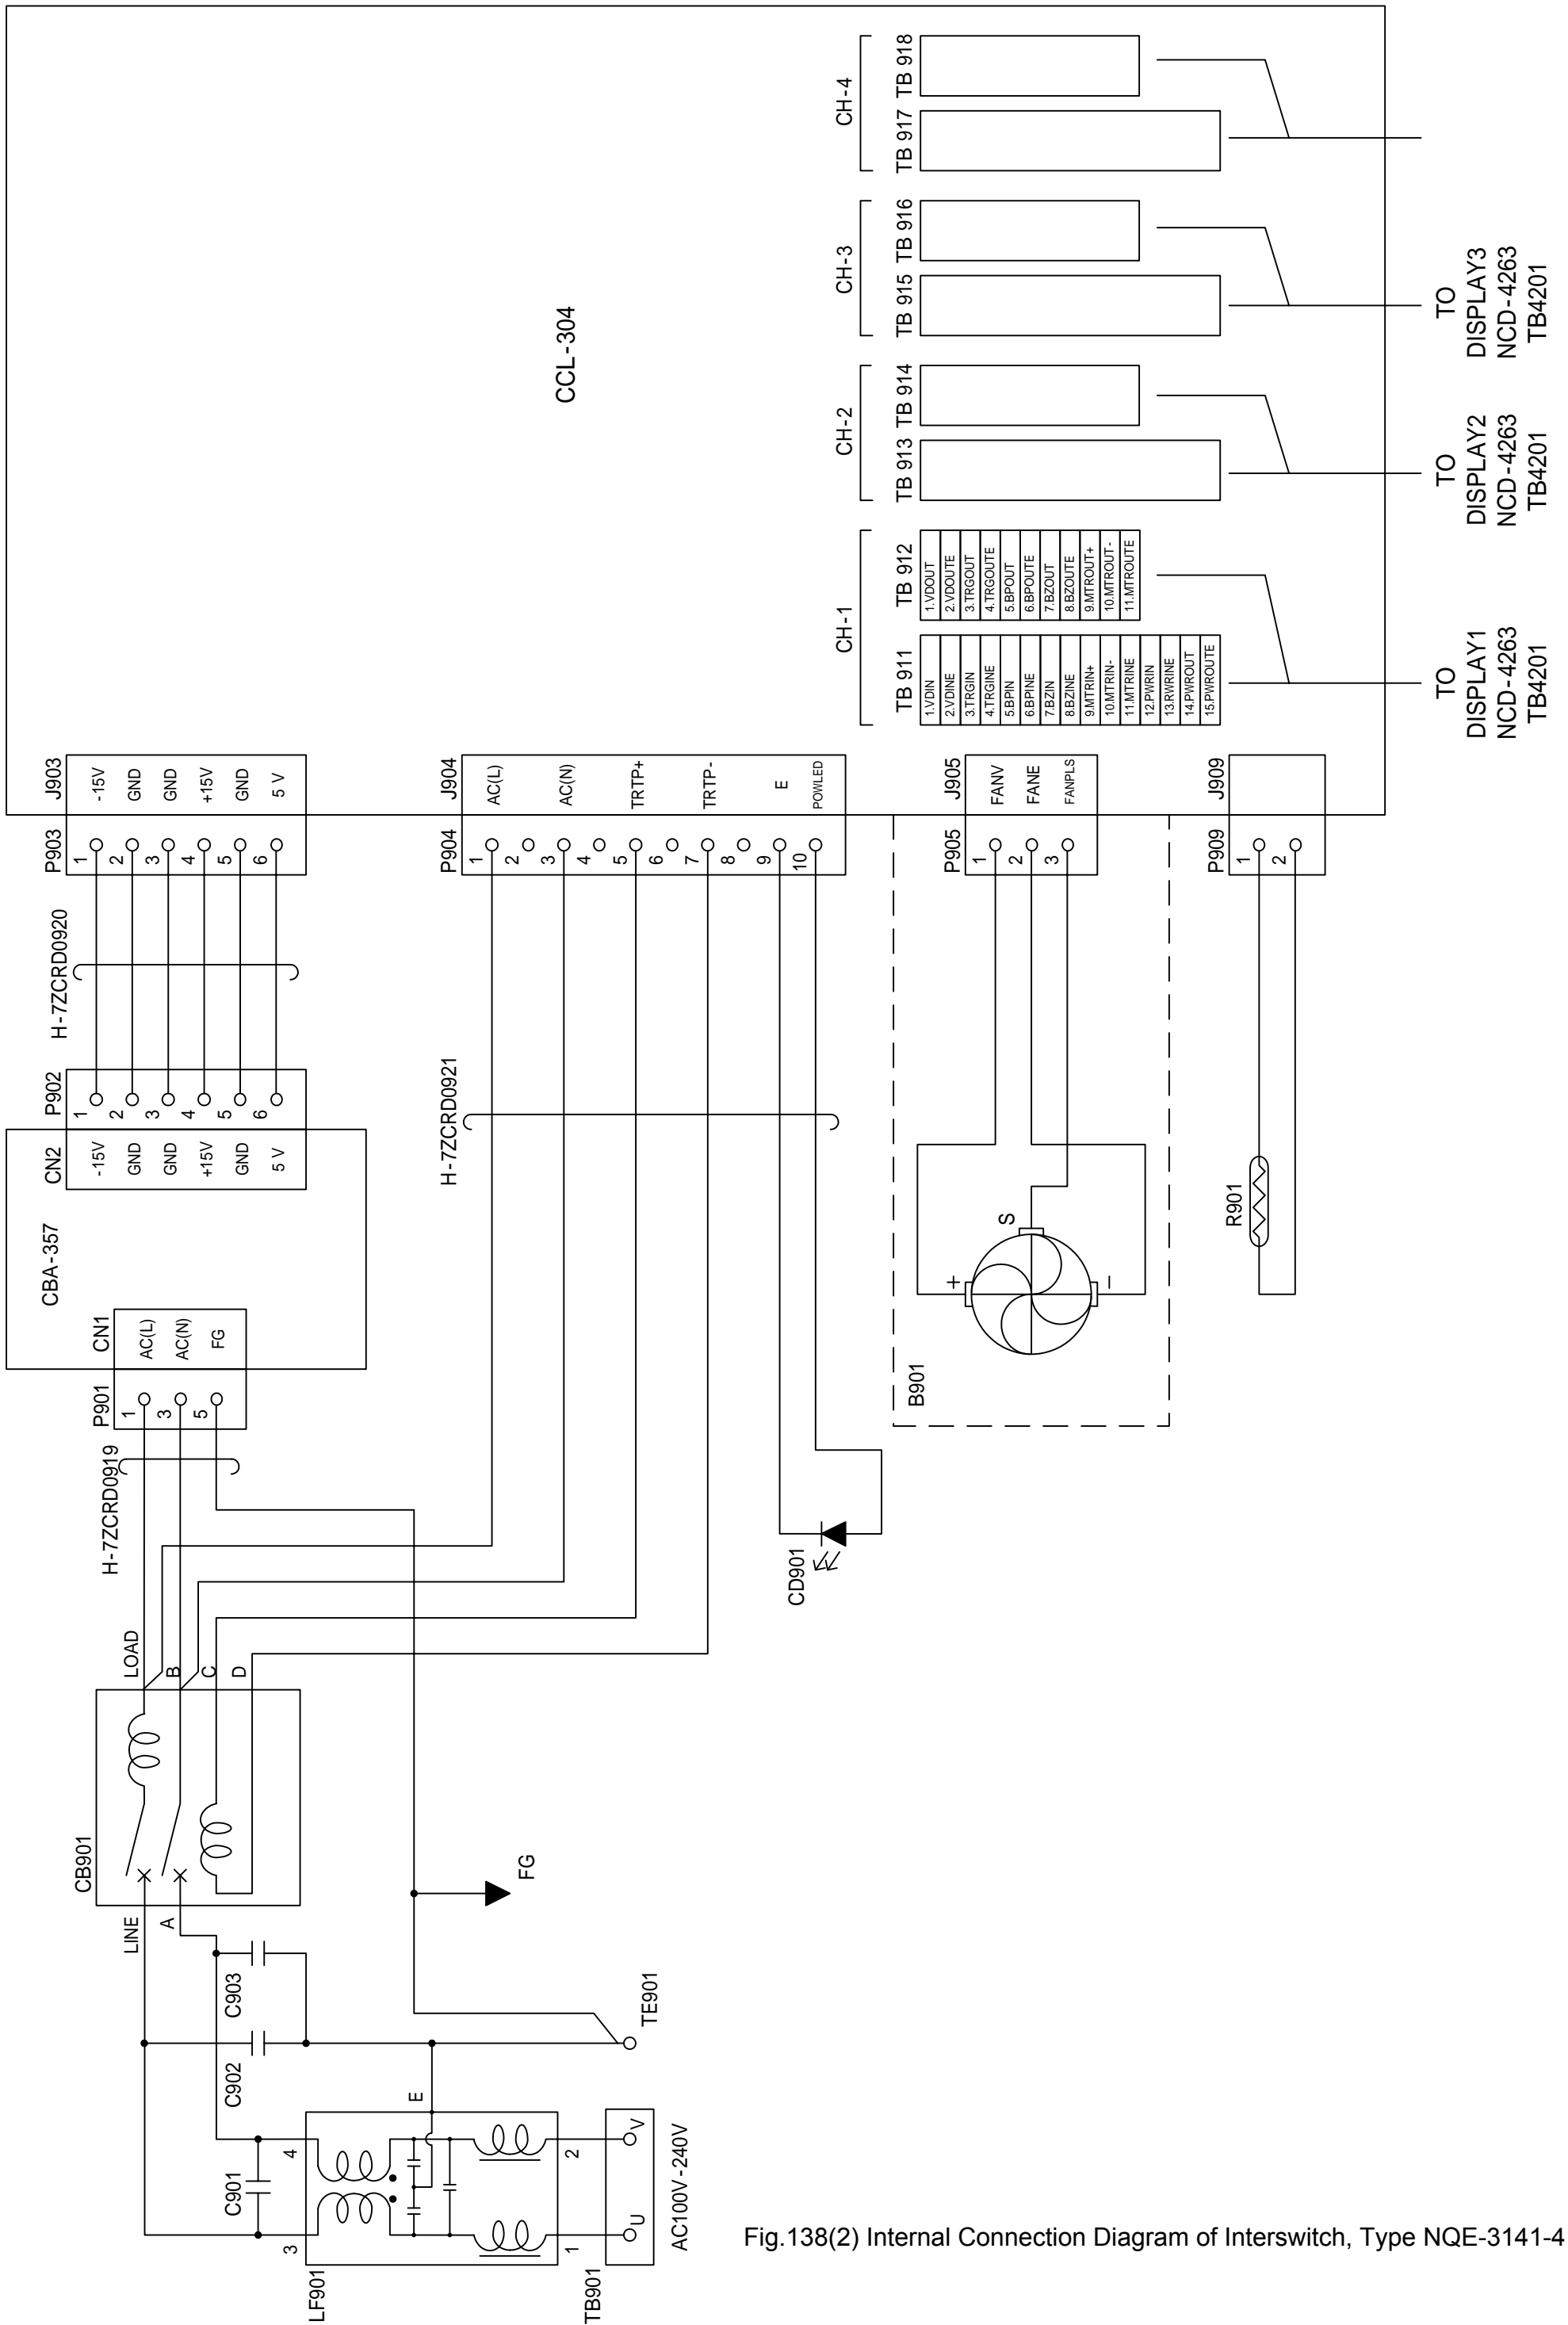 CCL-304
CH-1
TB 911
1.VDIN
2.VDINE
3.TRGIN
4.TRGINE
5.BPIN
6.BPINE
7.BZIN
8.BZINE
9.MTRIN+
10.MTRIN-
11.MTRINE
12.PWRIN
13.RWRINE
14.PWROUT
15.PWROUTE
TB 912
1.VDOUT
2.VDOUTE
3.TRGOUT
4.TRGOUTE
5.BPOUT
6.BPOUTE
7.BZOUT
8.BZOUTE
9.MTROUT+
10.MTROUT-
11.MTROUTE
TO
DISPLAY1
NCD-4263
TB4201
CH-2
TB 913
TB 914
TO
DISPLAY2
NCD-4263
TB4201
CH-3
TB 915
TB 916
TO
DISPLAY3
NCD-4263
TB4201
CH-4
TB 917
TB 918
P903
J903
1
-15V
2
GND
3
GND
4
+15V
5
GND
6
5 V
H-7ZCRD0920
CN2
P902
-15V
1
GND
2
GND
3
+15V
4
GND
5
5 V
6
CBA-357
P901
CN1
1
AC(L)
3
AC(N)
5
FG
H-7ZCRD0919
P904
J904
1
AC(L)
2
3
AC(N)
4
5
TRTP+
6
7
TRTP-
8
9
E
10
POWLED
H-7ZCRD0921
CD901
P905
J905
1
FANV
2
FANE
3
FANPLS
B901
+
S
-
P909
J909
1
2
R901
CB901
LINE
A
LOAD
B
C
D
FG
C903
C902
C901
TE901
E
LF901
3
4
1
2
TB901
U
V
AC100V-240V
Fig.138(2) Internal Connection Diagram of Interswitch, Type NQE-3141-4